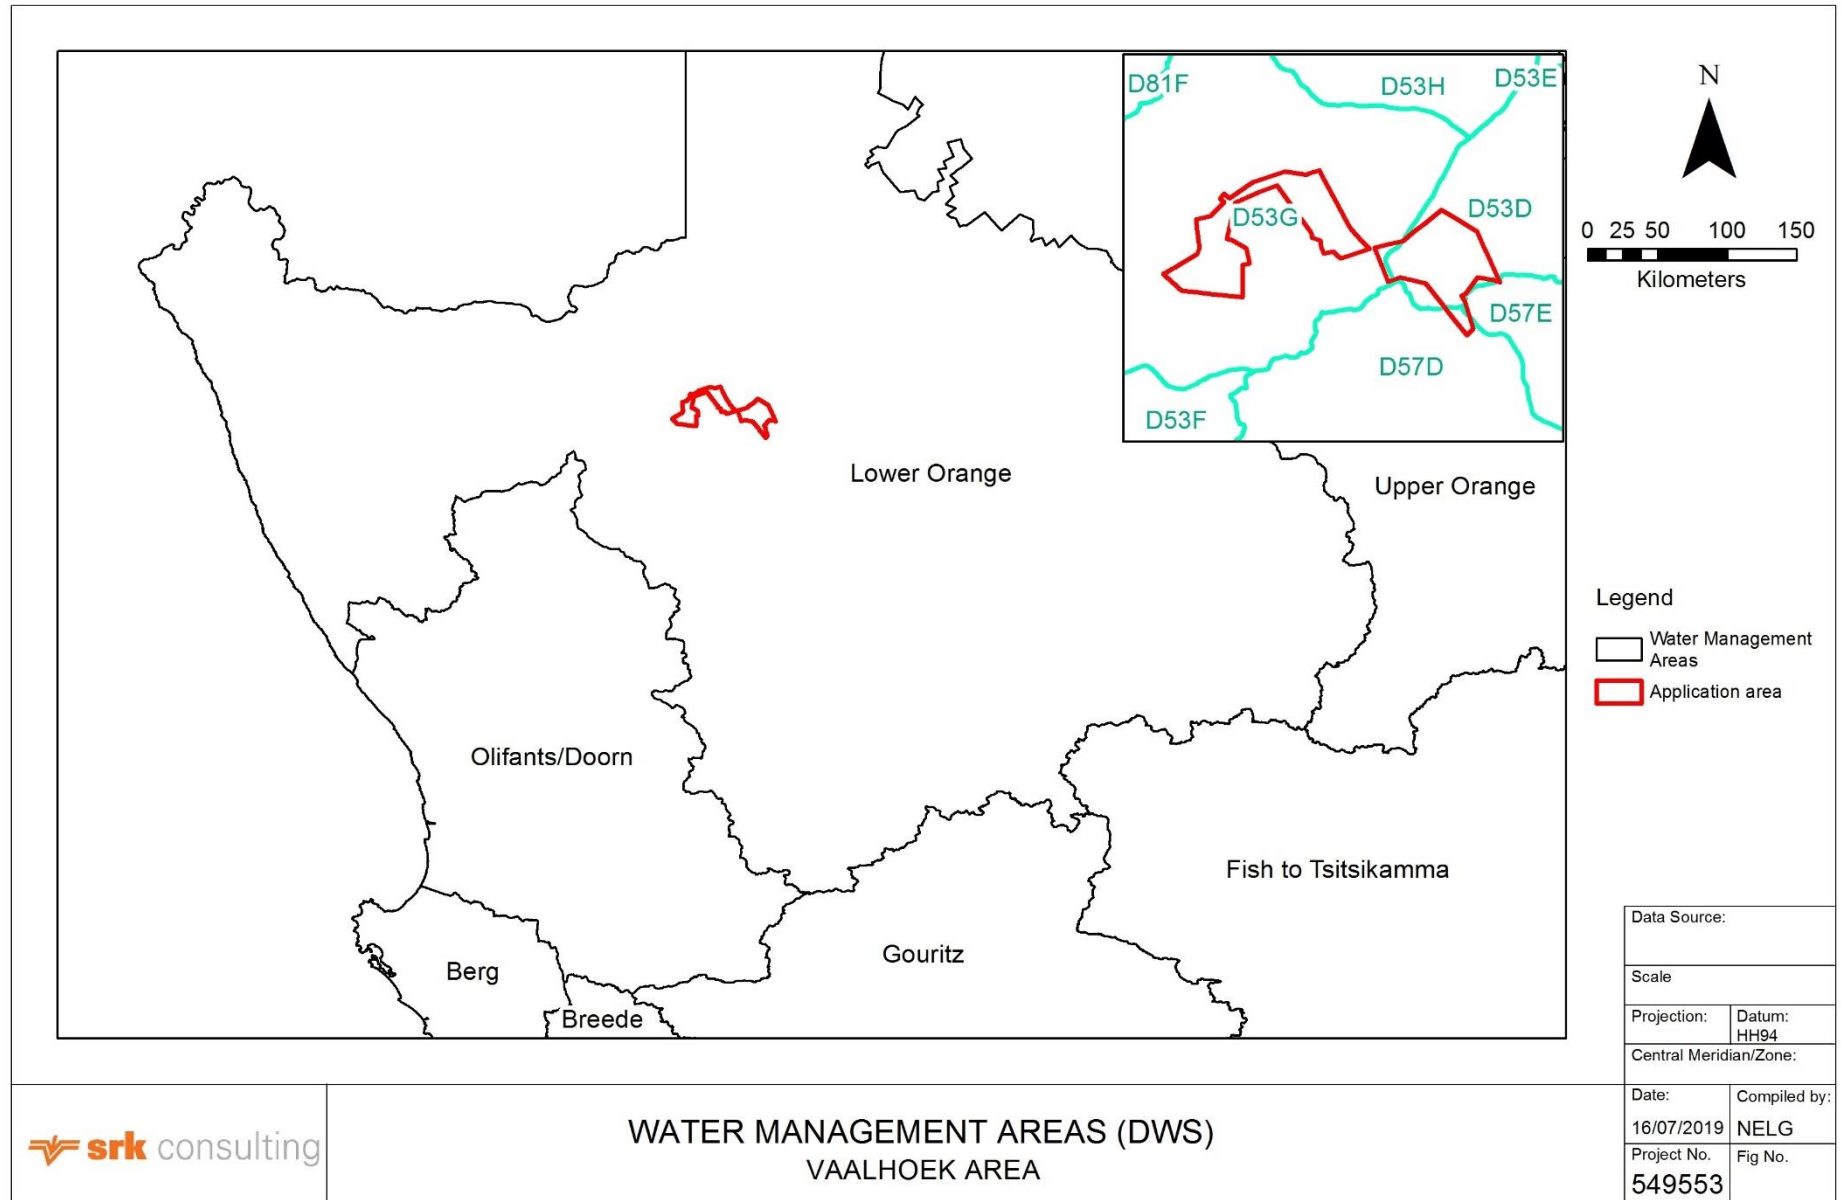 D81F
D53H
D53E
D53G
D53D
D57E
D57D
D53F
N
0 25 50 100 150
Kilometers
Lower Orange
Upper Orange
Olifants/Doorn
Fish to Tsitsikamma
Gouritz
Berg
Breede
Legend
Water Management
Areas
Application area
Data Source:
Scale
Projection:
Datum:
HH94
Central Meridian/Zone:
Date:
16/07/2019
Compiled by:
NELG
Project No.
549553
Fig No.
srk consulting
WATER MANAGEMENT AREAS (DWS)
VAALHOEK AREA